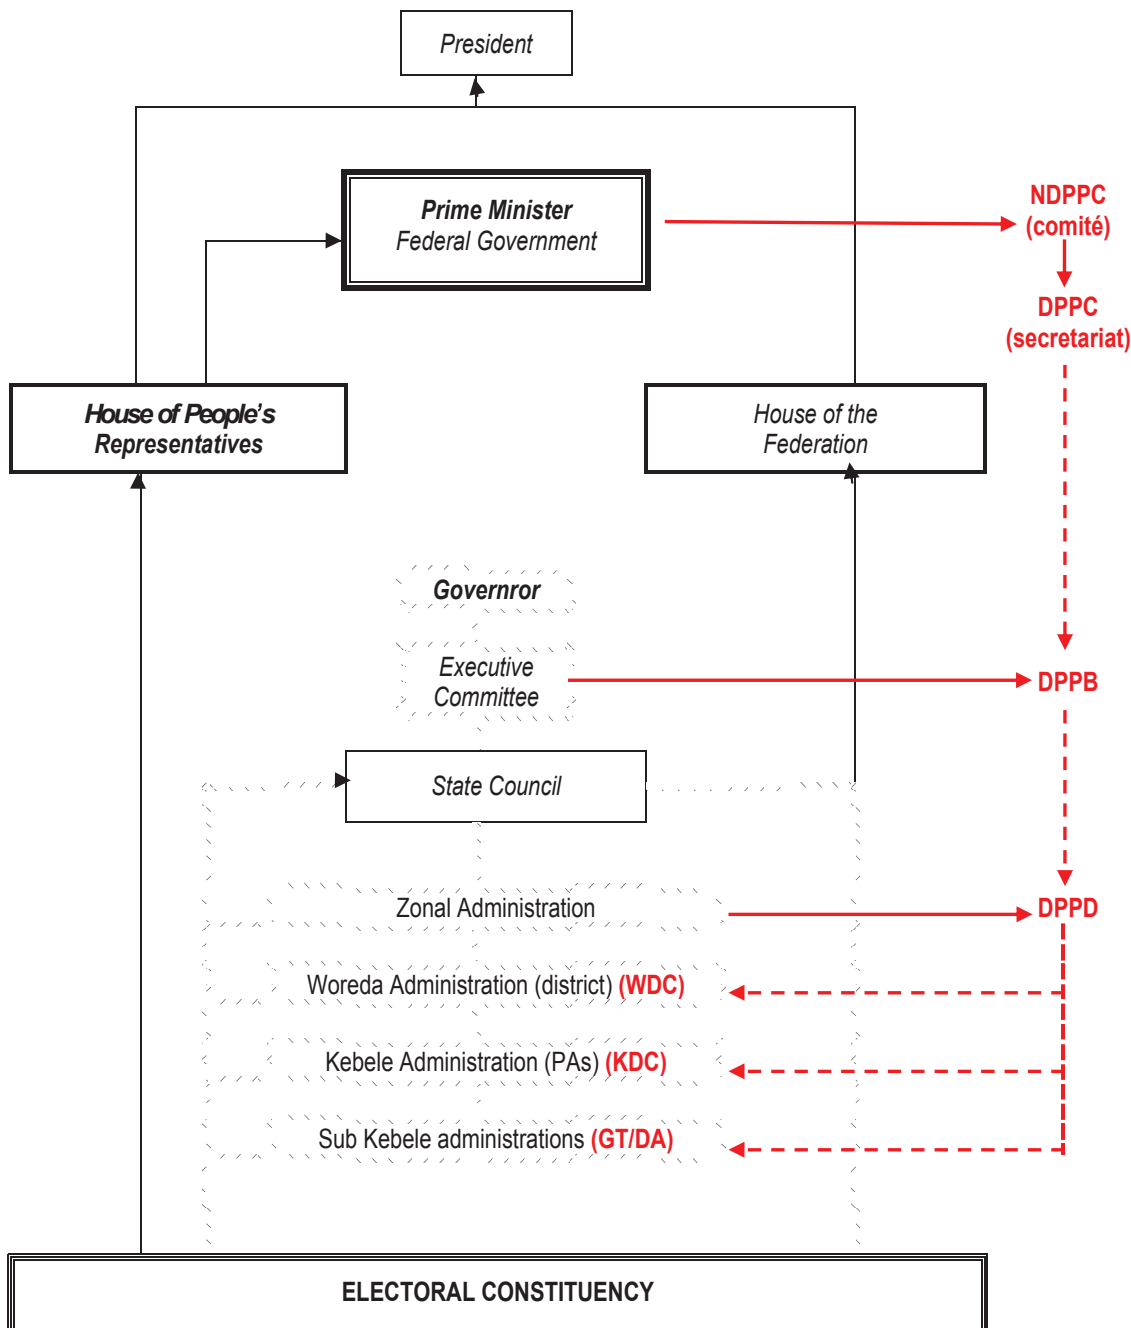 President
Prime Minister
Federal Government
NDPPC
(comité)
DPPC
(secretariat)
House of People's
Representatives
House of the
Federation
Governror
Executive
Committee
DPPB
State Council
Zonal Administration
DPPD
Woreda Administration (district) (WDC)
Kebele Administration (PAs) (KDC)
Sub Kebele administrations (GT/DA)
ELECTORAL CONSTITUENCY